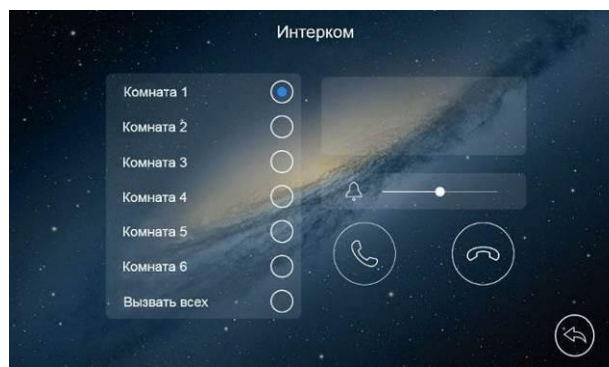 Интерком
Комната 1
Комната 2
Комната 3
Комната 4
Комната 5
Комната 6
Вызвать всех